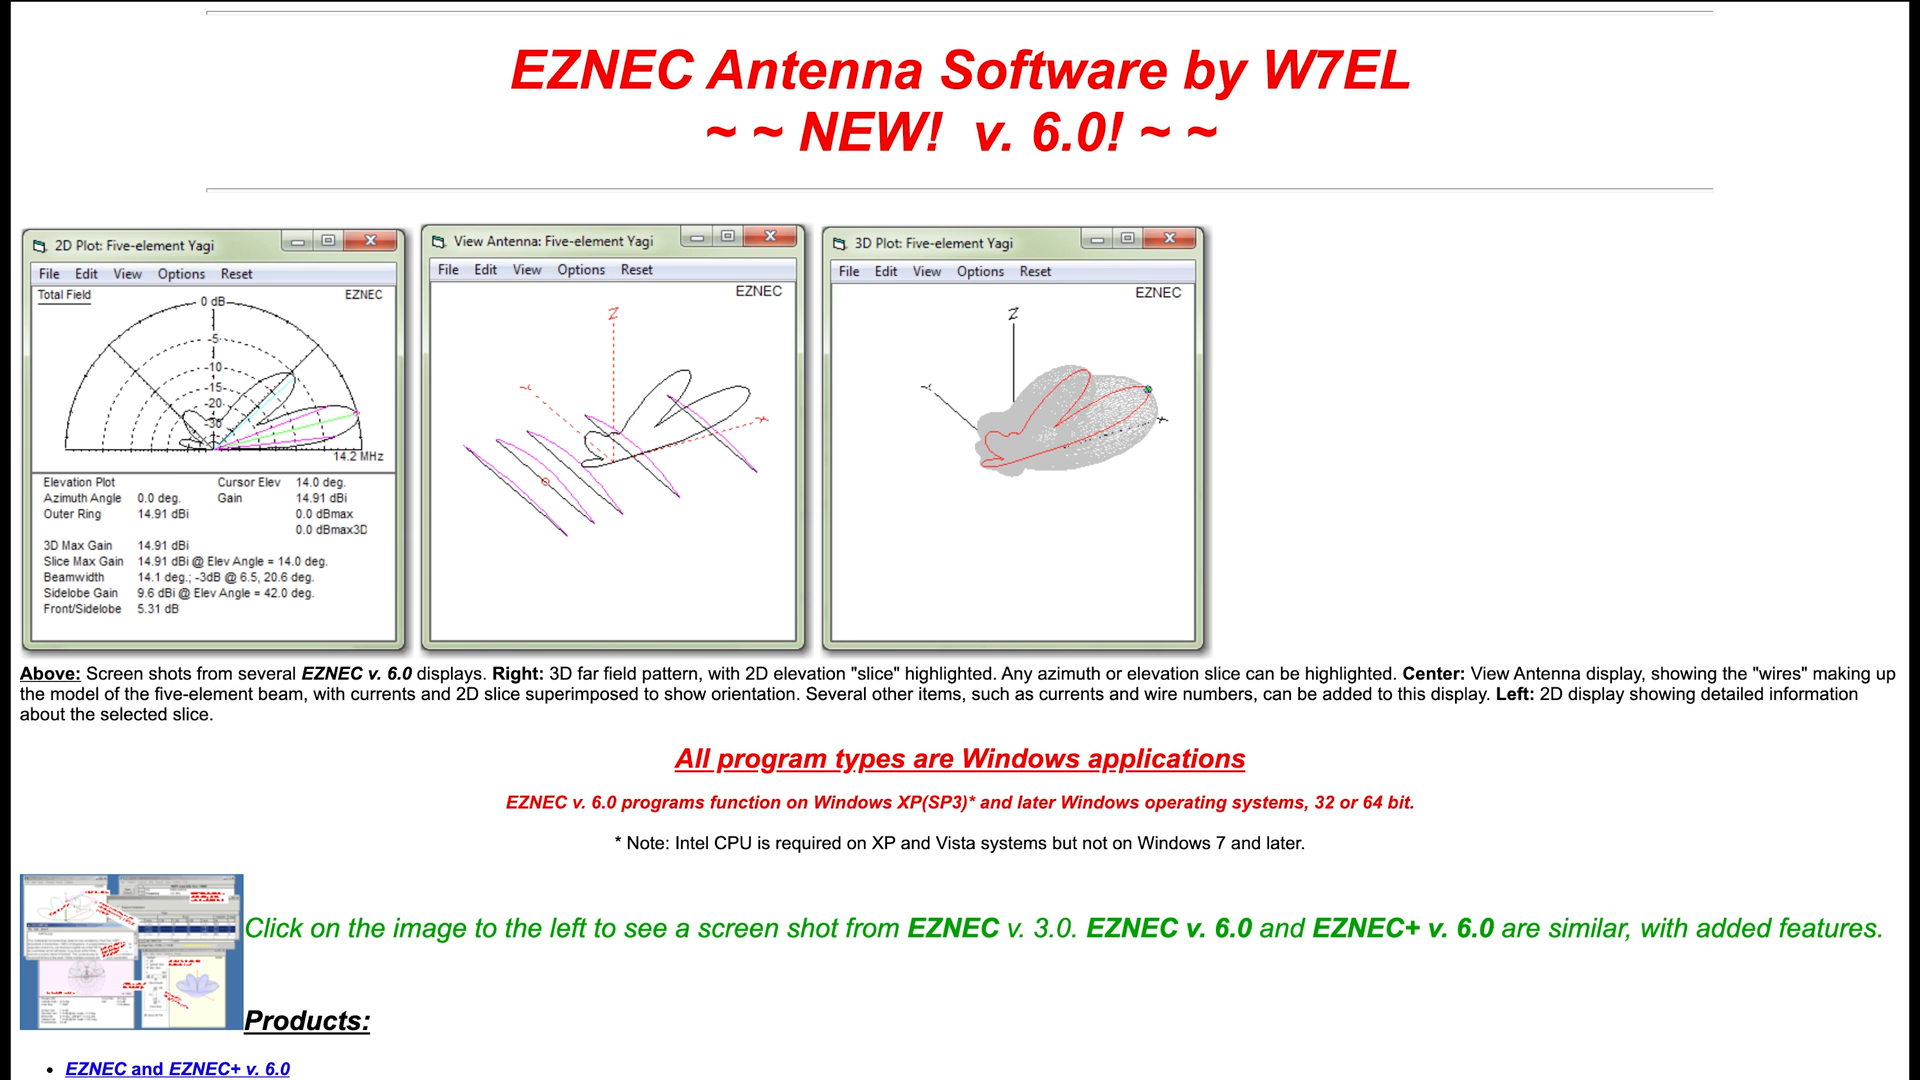 EZNEC Antenna Software by W7EL
~ ~ NEW!  v. 6.0! ~ ~
2D Plot: Five-element Yagi
File Edit View Options Reset
Total Field
EZNEC
0 dB
-5
-10
-15
-20
-30
14.2 MHz
Elevation Plot
Azimuth Angle 0.0 deg.
Outer Ring 14.91 dBi
Cursor Elev 14.0 deg.
Gain 14.91 dBi
0.0 dBmax
0.0 dBmax3D
3D Max Gain 14.91 dBi
Slice Max Gain 14.91 dBi @ Elev Angle = 14.0 deg.
Beamwidth 14.1 deg.; -3dB @ 6.5, 20.6 deg.
Sidelobe Gain 9.6 dBi @ Elev Angle = 42.0 deg.
Front/Sidelobe 5.31 dB
View Antenna: Five-element Yagi
File Edit View Options Reset
EZNEC
Z
Y
X
3D Plot: Five-element Yagi
File Edit View Options Reset
EZNEC
Z
Y
X
Above: Screen shots from several EZNEC v. 6.0 displays. Right: 3D far field pattern, with 2D elevation "slice" highlighted. Any azimuth or elevation slice can be highlighted. Center: View Antenna display, showing the "wires" making up
the model of the five-element beam, with currents and 2D slice superimposed to show orientation. Several other items, such as currents and wire numbers, can be added to this display. Left: 2D display showing detailed information
about the selected slice.
All program types are Windows applications
EZNEC v. 6.0 programs function on Windows XP(SP3)* and later Windows operating systems, 32 or 64 bit.
* Note: Intel CPU is required on XP and Vista systems but not on Windows 7 and later.
Click on the image to the left to see a screen shot from EZNEC v. 3.0. EZNEC v. 6.0 and EZNEC+ v. 6.0 are similar, with added features.
Products:
• EZNEC and EZNEC+ v. 6.0